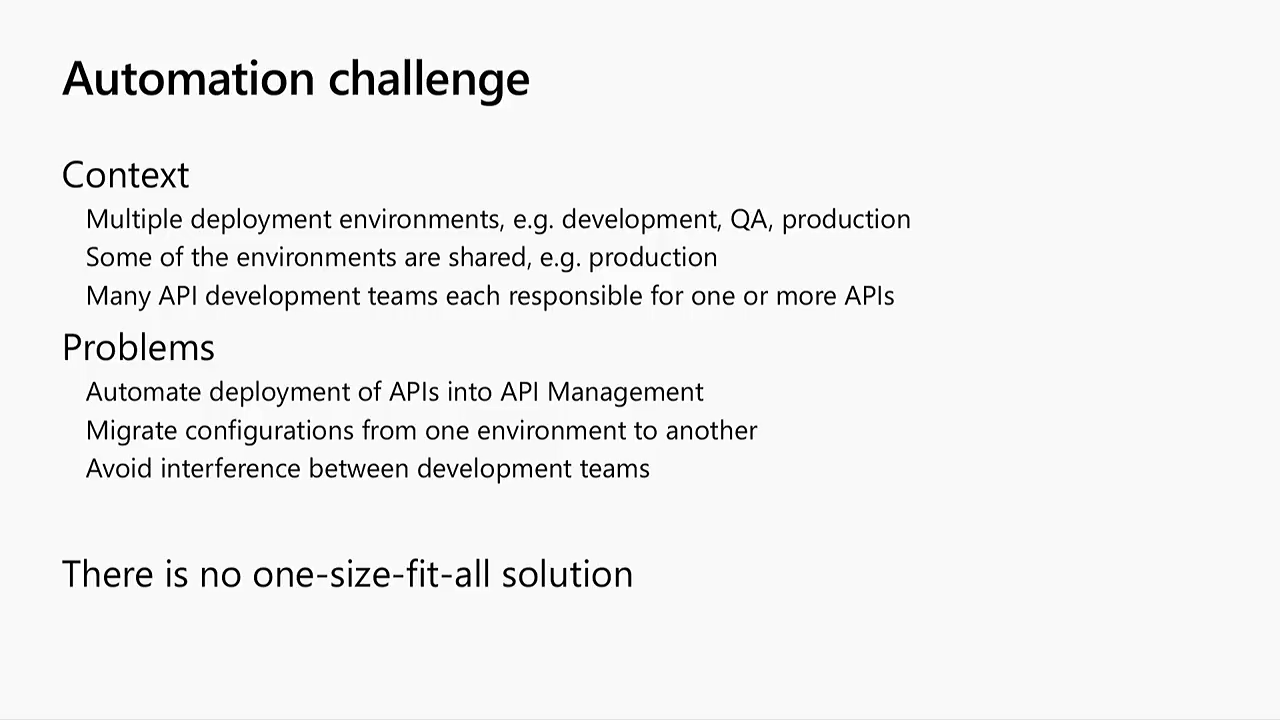 Automation challenge
Context
Multiple deployment environments, e.g. development, QA, production
Some of the environments are shared, e.g. production
Many API development teams each responsible for one or more APIs
Problems
Automate deployment of APIs into API Management
Migrate configurations from one environment to another
Avoid interference between development teams
There is no one-size-fit-all solution